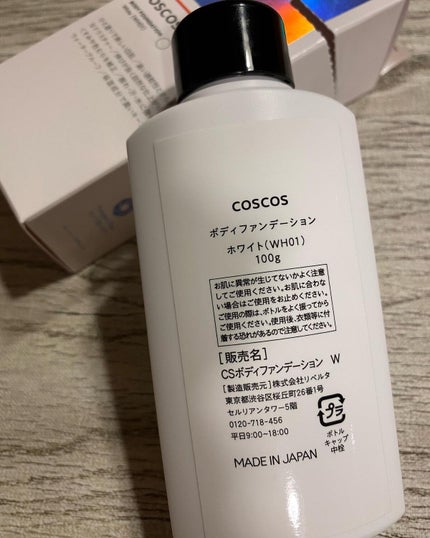 COSCOS
ボディファンデーション
ホワイト(WH01)
100g
お肌に異常が生じてないかよく注意
してご使用ください。お肌に合わな
い場合はご使用をお止めください。
ご使用の際は、ボトルをよく振ってから
ご使用ください。使用後、衣類等に付
着する恐れがあるので注意してください。
[販売名]
CSボディファンデーション W
[製造販売元]株式会社リベルタ
東京都渋谷区桜丘町26番1号
セルリアンタワー5階
0120-718-456
平日9:00~18:00
プラ
ボトル
キャップ
中栓
MADE IN JAPAN
COSCOS